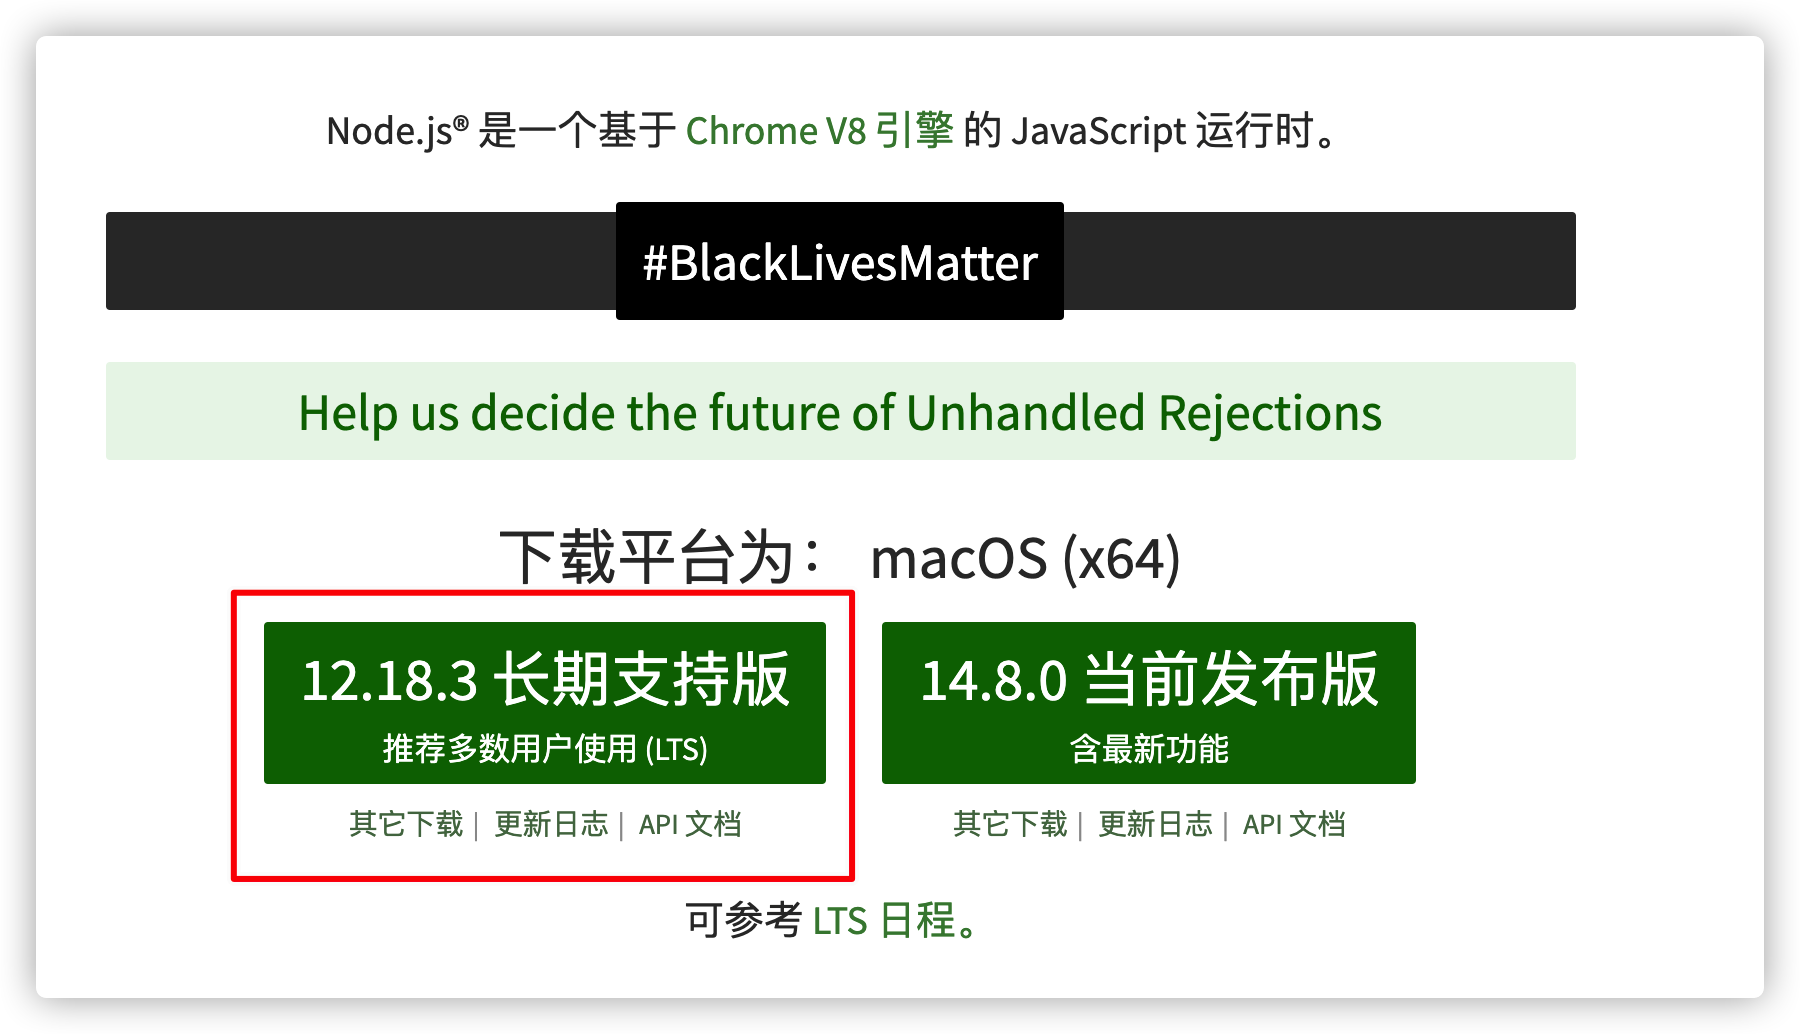 Node.js® 是一个基于 Chrome V8 引擎 的 JavaScript 运行时。
#BlackLivesMatter
Help us decide the future of Unhandled Rejections
下载平台为： macOS (x64)
12.18.3 长期支持版
推荐多数用户使用 (LTS)
其它下载 | 更新日志 | API 文档
14.8.0 当前发布版
含最新功能
其它下载 | 更新日志 | API 文档
可参考 LTS 日程。